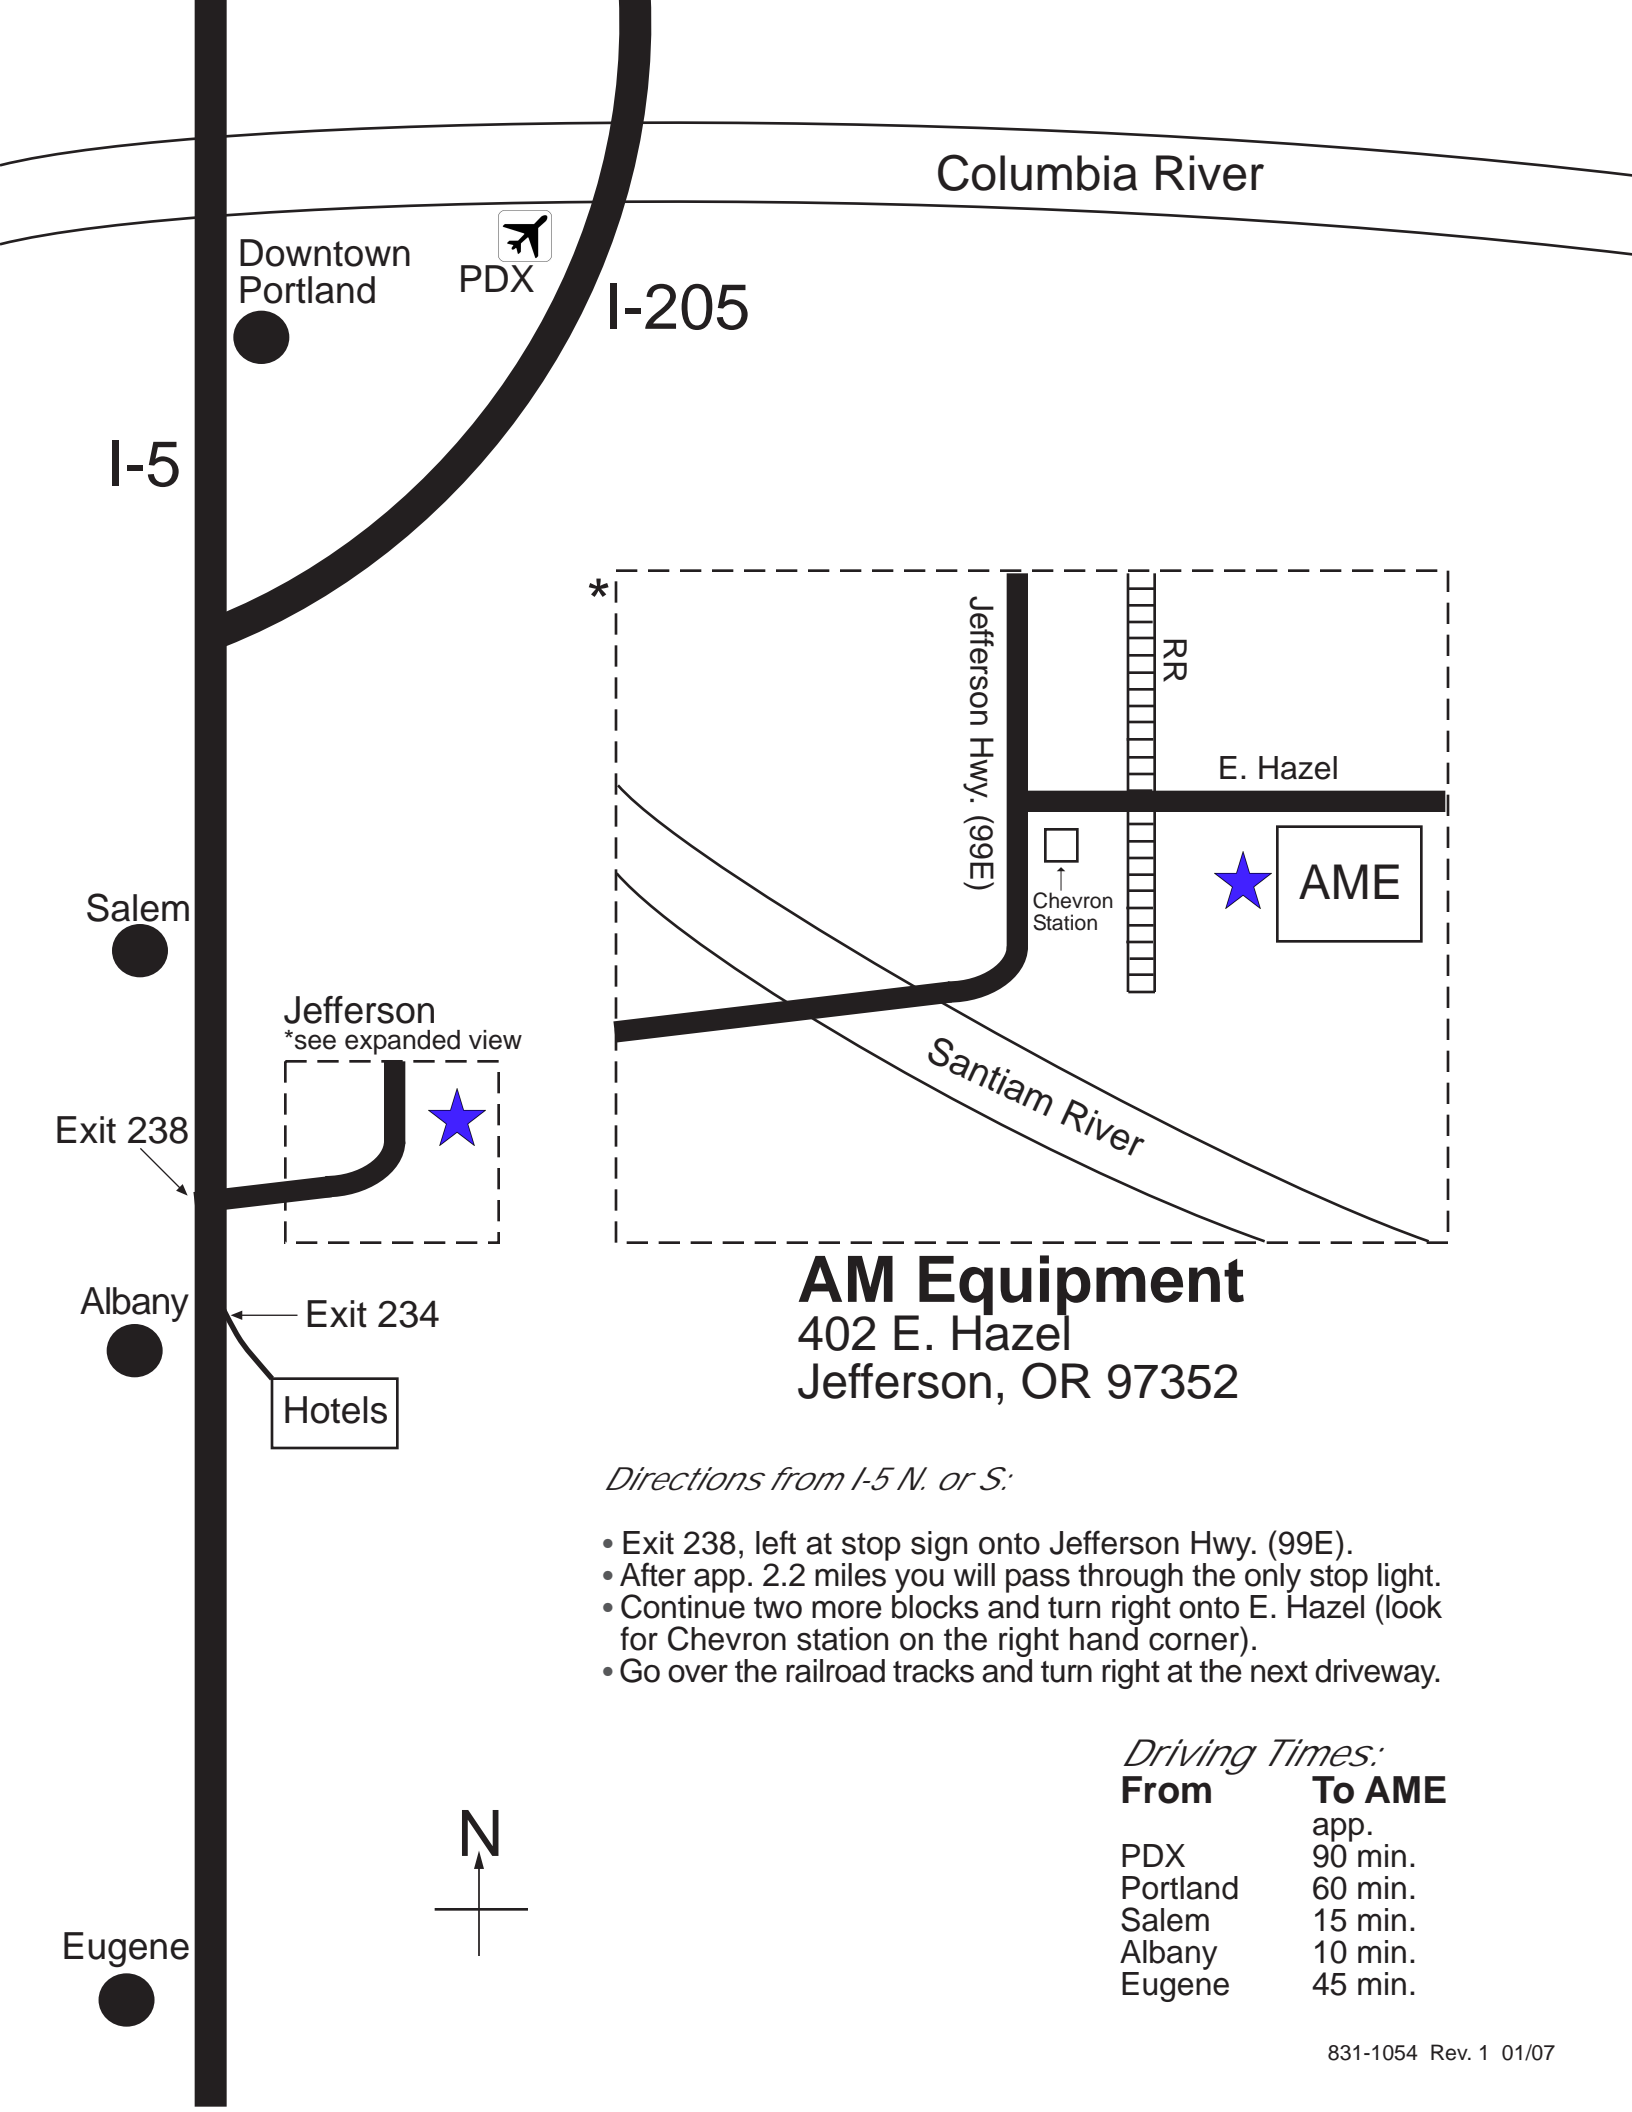 Columbia River
Downtown
Portland
PDX
I-205
I-5
*
Jefferson Hwy. (99E)
RR
E. Hazel
Chevron
Station
AME
Santiam River
Salem
Jefferson
*see expanded view
Exit 238
Albany
Exit 234
Hotels
AM Equipment
402 E. Hazel
Jefferson, OR 97352
Directions from I-5 N. or S:
• Exit 238, left at stop sign onto Jefferson Hwy. (99E).
• After app. 2.2 miles you will pass through the only stop light.
• Continue two more blocks and turn right onto E. Hazel (look
for Chevron station on the right hand corner).
• Go over the railroad tracks and turn right at the next driveway.
Driving Times:
From To AME
app.
PDX 90 min.
Portland 60 min.
Salem 15 min.
Albany 10 min.
Eugene 45 min.
N
Eugene
831-1054 Rev. 1 01/07